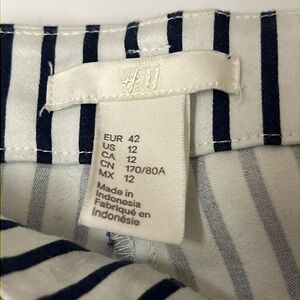 H&M
EUR 42
US 12
CA 12
CN 170/80A
MX 12
Made in
Indonesia
Fabriqué en
Indonésie